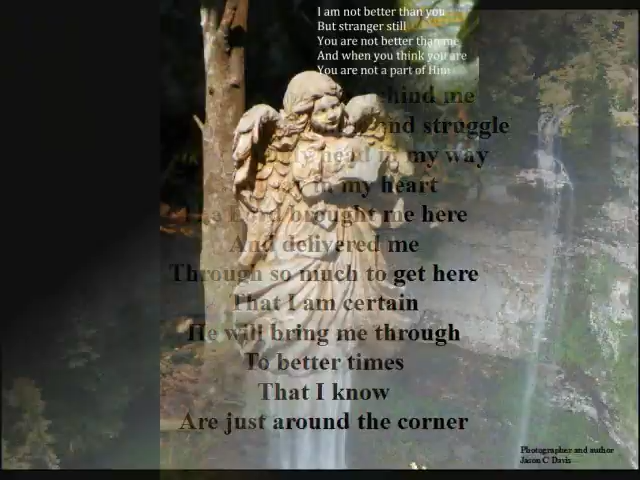 I am not better than you
But stranger still
You are not better than me
And when you think you are
You are not a part of Him
behind me
and struggle
my way
in my heart
Lord brought me here
And delivered me
Through so much to get here
That I am certain
He will bring me through
To better times
That I know
Are just around the corner
Photographer and author
Jason C Davis